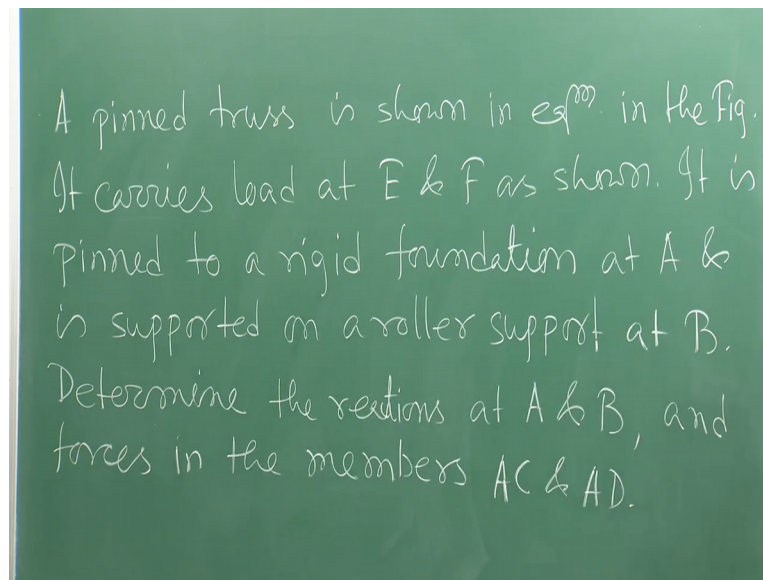 A pinned truss is shown in eqᵐ. in the Fig.
It carries load at E & F as shown. It is
pinned to a rigid foundation at A &
is supported on a roller support at B.
Determine the reactions at A & B, and
forces in the members AC & AD.